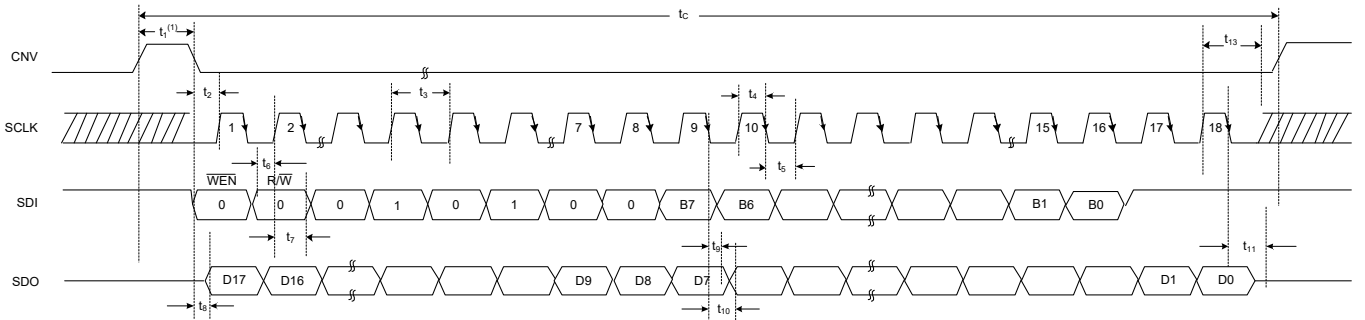 tC
t1(1)
t13
CNV
t2
t3
t4
SCLK
1 2 7 8 9 10 15 16 17 18
t6
t5
WEN R/W
SDI
0 0 0 1 0 1 0 0 B7 B6 B1 B0
t7
t9
t11
SDO
D17 D16 D9 D8 D7 D1 D0
t8
t10